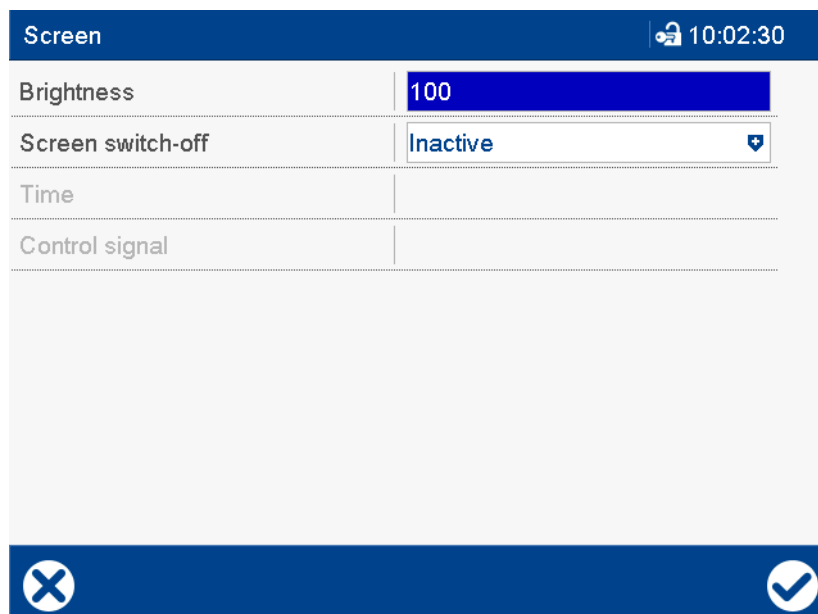 Screen 10:02:30
Brightness 100
Screen switch-off Inactive
Time
Control signal